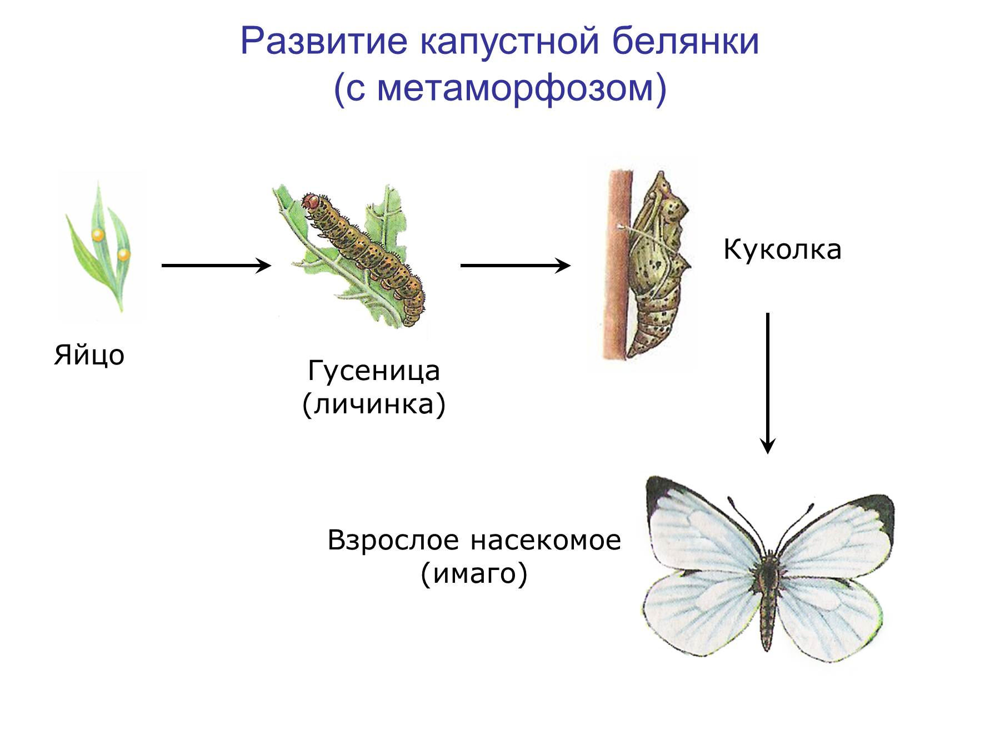 Развитие капустной белянки
(с метаморфозом)
Яйцо
Гусеница
(личинка)
Куколка
Взрослое насекомое
(имаго)